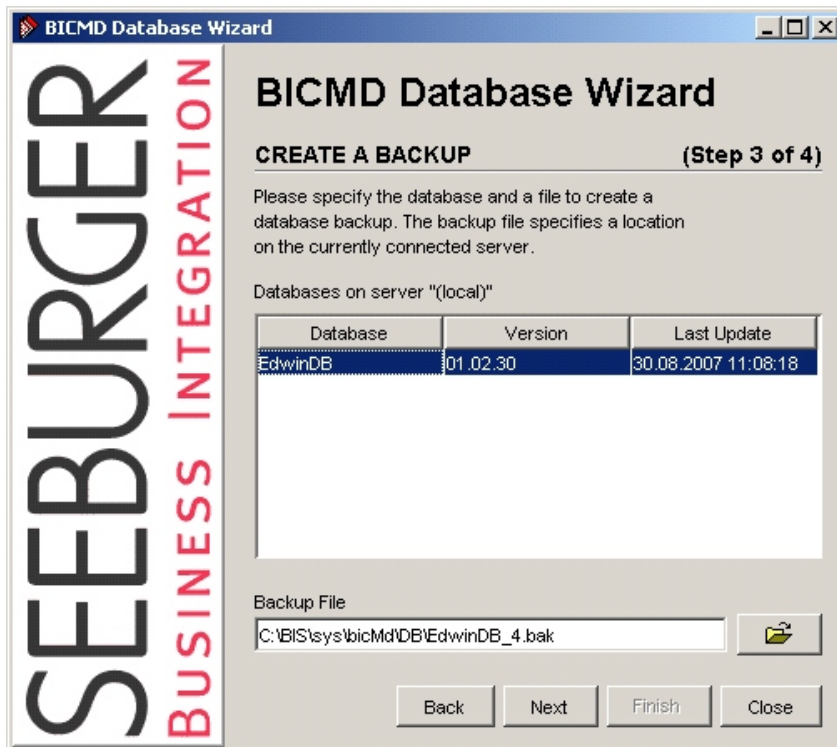 BICMD Database Wizard
SEEBURGER
BUSINESS INTEGRATION
BICMD Database Wizard
CREATE A BACKUP (Step 3 of 4)
Please specify the database and a file to create a
database backup. The backup file specifies a location
on the currently connected server.
Databases on server "(local)"
Database Version Last Update
EdwinDB 01.02.30 30.08.2007 11:08:18
Backup File
C:\BIS\sys\bicMd\DB\EdwinDB_4.bak
Back Next Finish Close